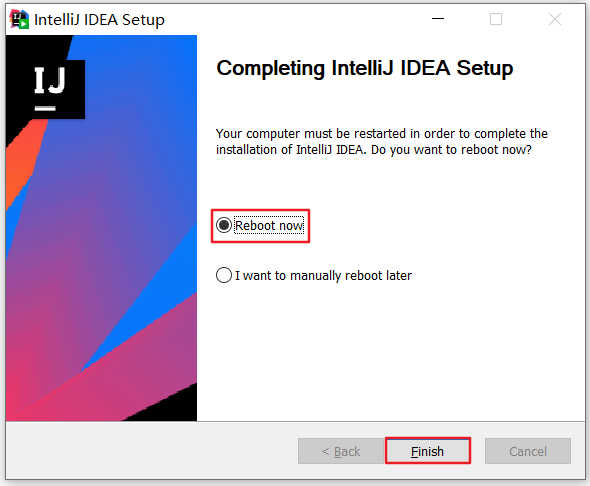 IntelliJ IDEA Setup
IJ
Completing IntelliJ IDEA Setup
Your computer must be restarted in order to complete the
installation of IntelliJ IDEA. Do you want to reboot now?
Reboot now
I want to manually reboot later
< Back
Finish
Cancel